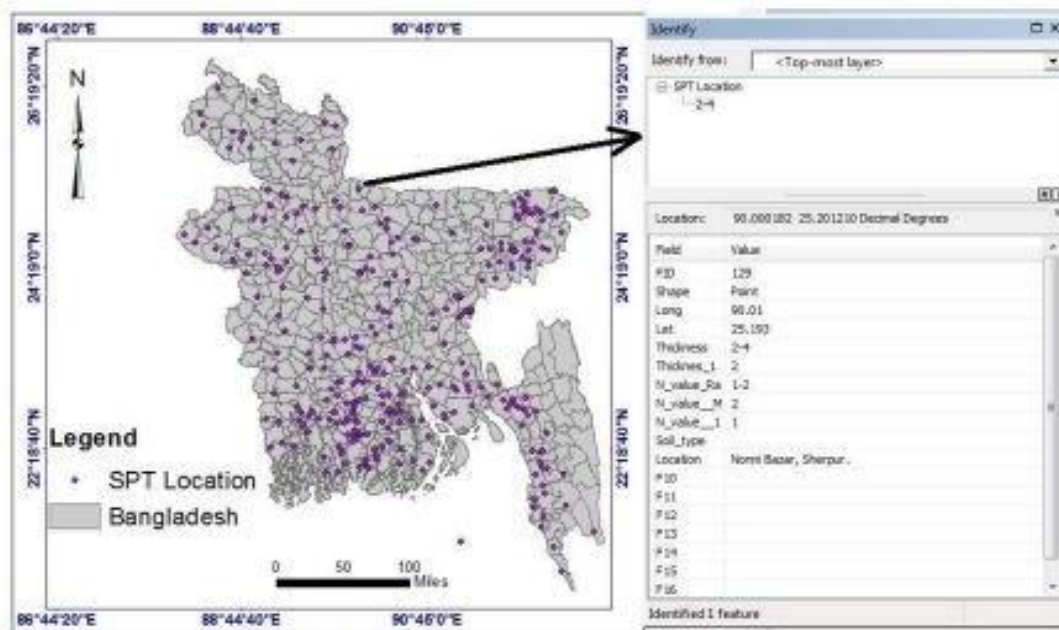 86°44'20"E 88°44'40"E 90°45'0"E
26°19'20"N 26°19'20"N
N
24°19'0"N 24°19'0"N
22°18'40"N 22°18'40"N
Legend
SPT Location
Bangladesh
0 50 100
Miles
86°44'20"E 88°44'40"E 90°45'0"E
Identify
Identify from: <Top-most layer>
SPT Location
2-4
Location: 90.000182 25.201210 Decimal Degrees
Field Value
FID 129
Shape Point
Long 90.01
Lat 25.193
Thickness 2-4
Thicknes_1 2
N_value_Ra 1-2
N_value__M 2
N_value__1 1
Soil_type
Location Nonni Bazar, Sherpur.
F10
F11
F12
F13
F14
F15
F16
Identified 1 feature